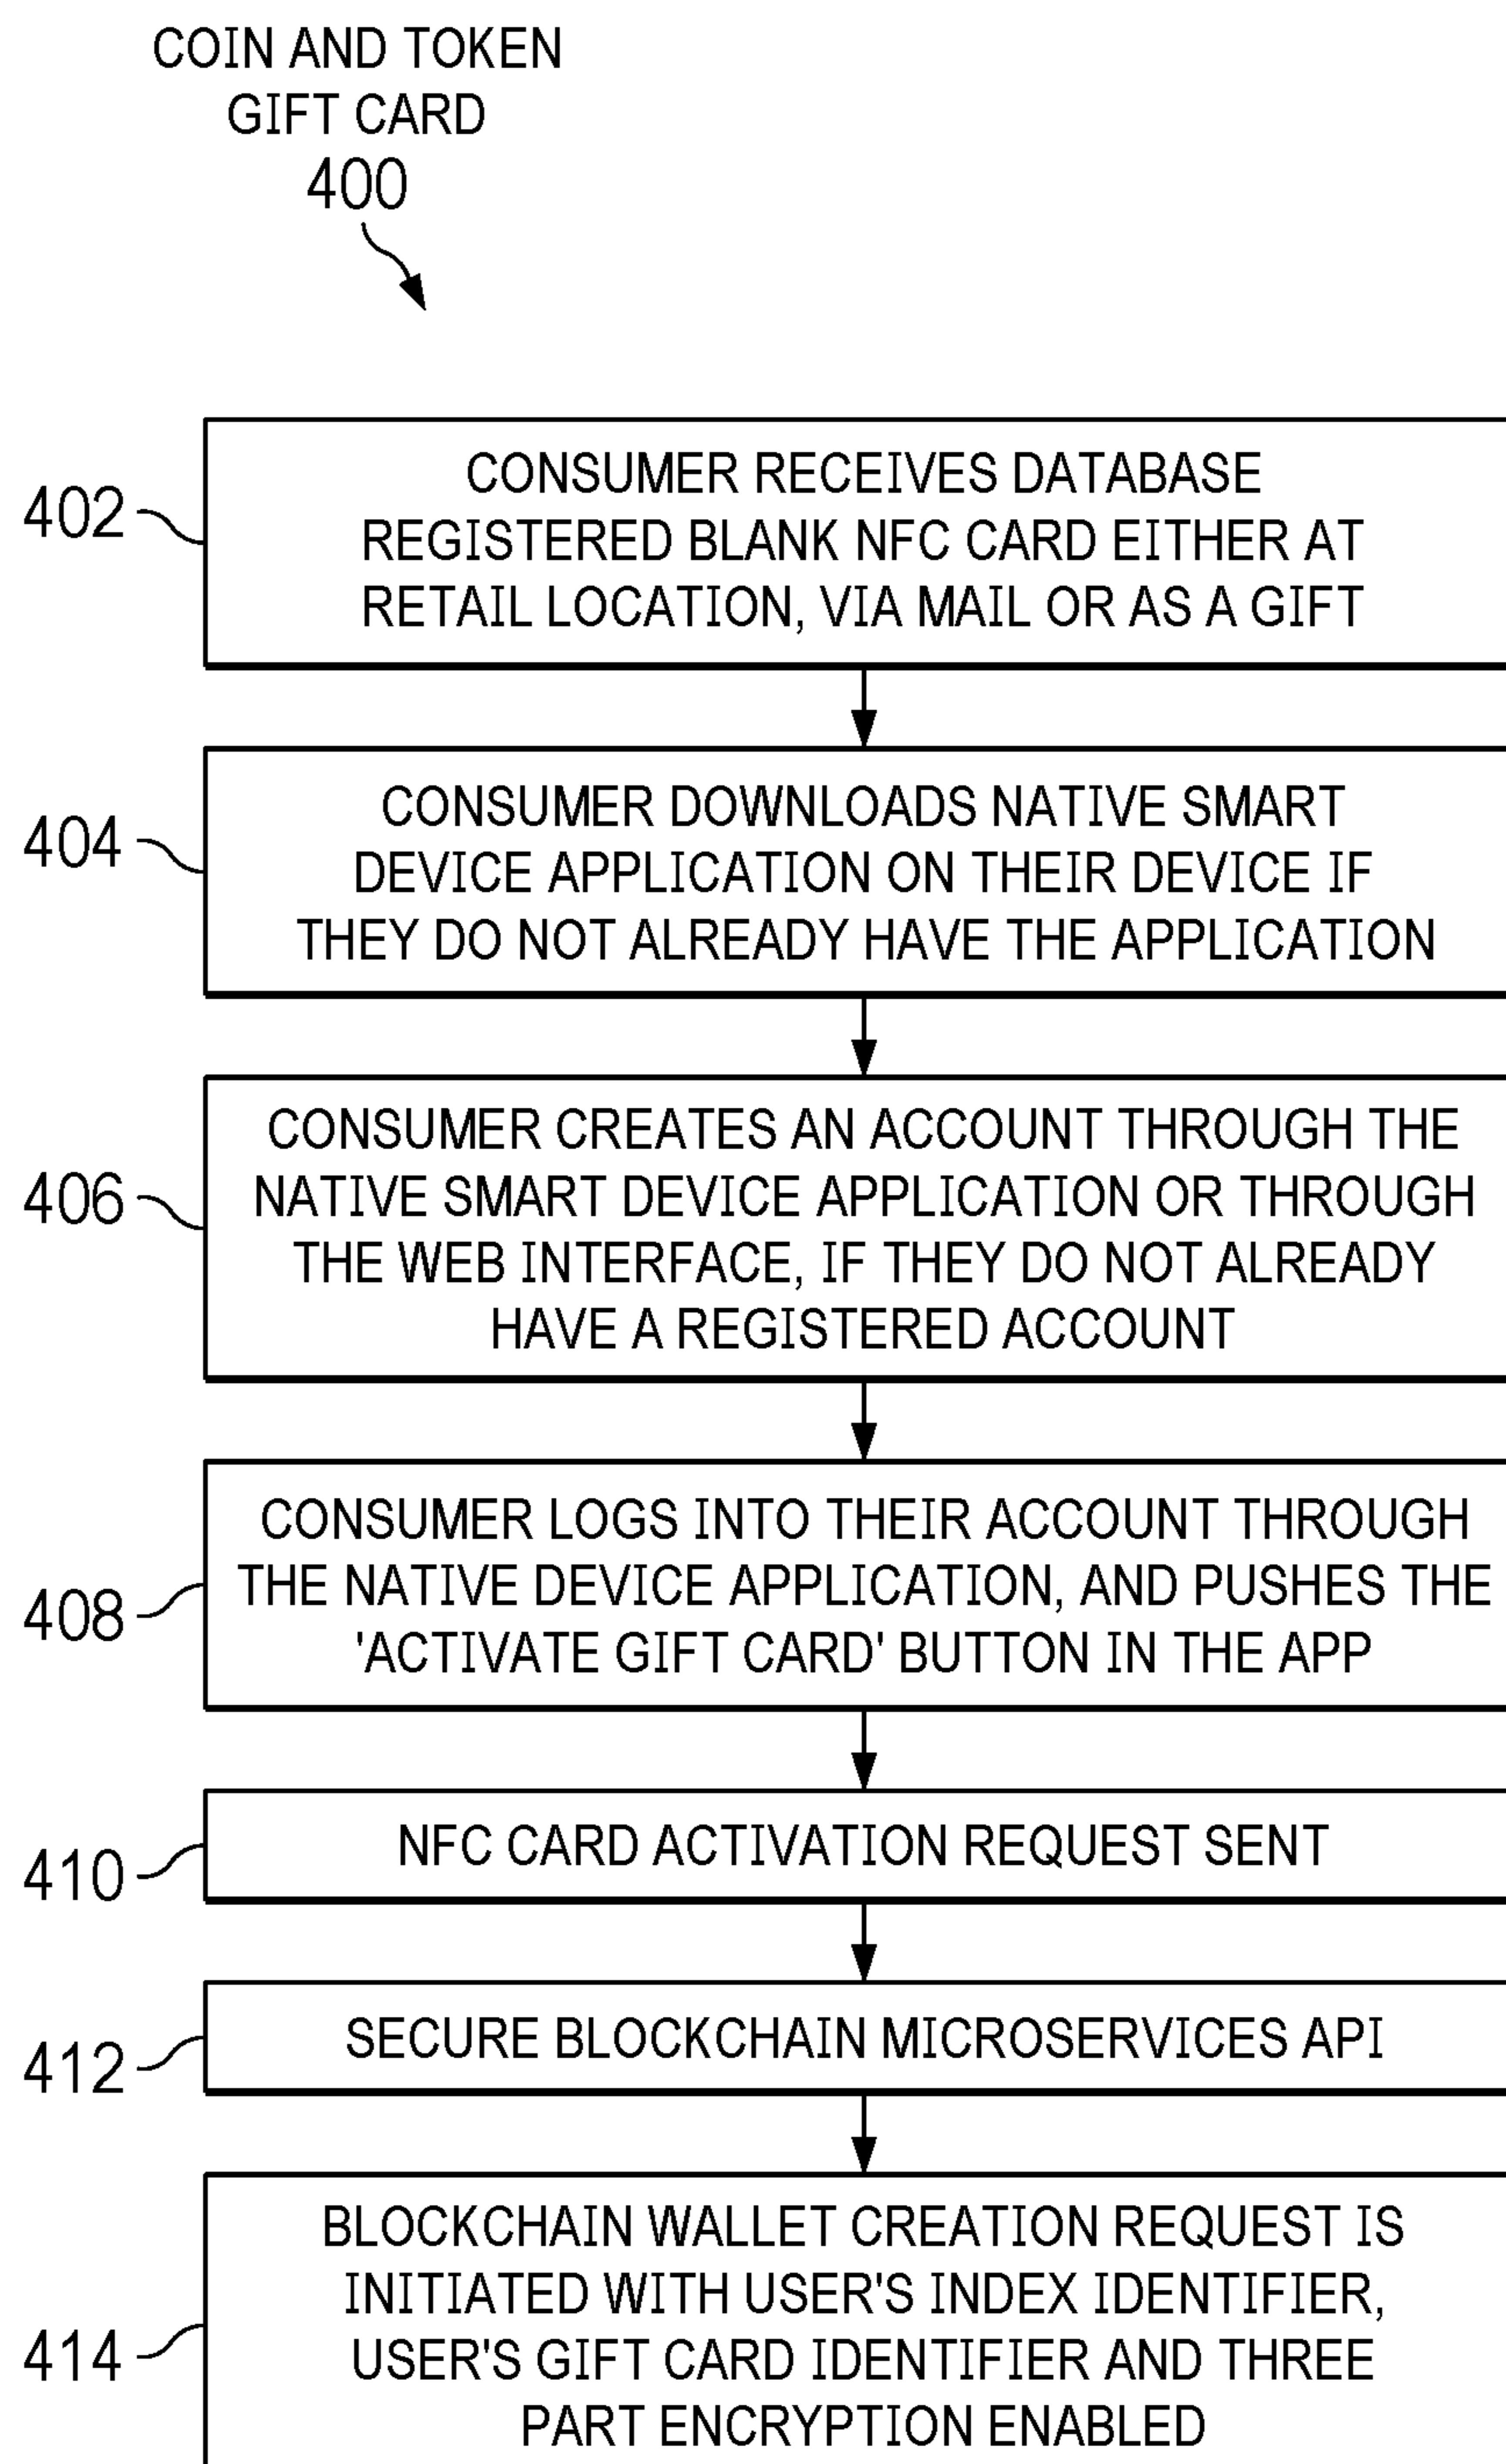 COIN AND TOKEN
GIFT CARD
400
402
CONSUMER RECEIVES DATABASE
REGISTERED BLANK NFC CARD EITHER AT
RETAIL LOCATION, VIA MAIL OR AS A GIFT
404
CONSUMER DOWNLOADS NATIVE SMART
DEVICE APPLICATION ON THEIR DEVICE IF
THEY DO NOT ALREADY HAVE THE APPLICATION
406
CONSUMER CREATES AN ACCOUNT THROUGH THE
NATIVE SMART DEVICE APPLICATION OR THROUGH
THE WEB INTERFACE, IF THEY DO NOT ALREADY
HAVE A REGISTERED ACCOUNT
408
CONSUMER LOGS INTO THEIR ACCOUNT THROUGH
THE NATIVE DEVICE APPLICATION, AND PUSHES THE
'ACTIVATE GIFT CARD' BUTTON IN THE APP
410
NFC CARD ACTIVATION REQUEST SENT
412
SECURE BLOCKCHAIN MICROSERVICES API
414
BLOCKCHAIN WALLET CREATION REQUEST IS
INITIATED WITH USER'S INDEX IDENTIFIER,
USER'S GIFT CARD IDENTIFIER AND THREE
PART ENCRYPTION ENABLED